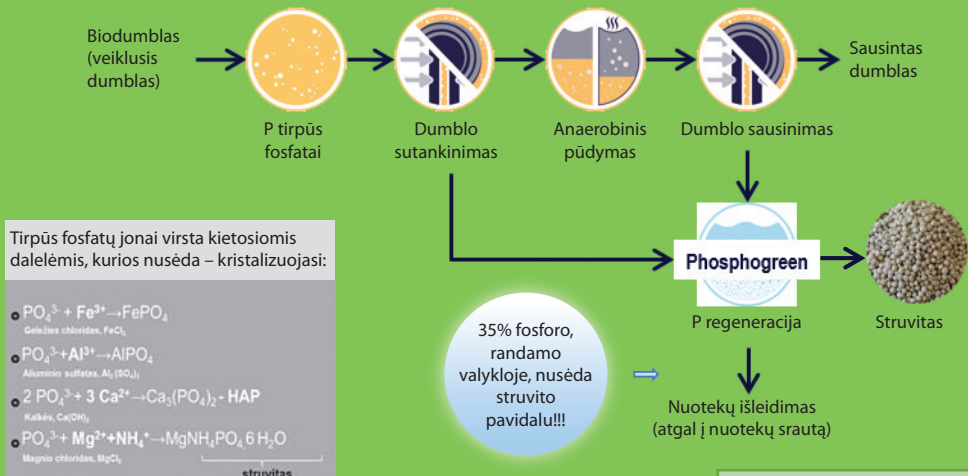 Biodumblas
(veiklusis
dumblas)
Sausintas
dumblas
P tirpūs
fosfatai
Dumblo
sutankinimas
Anaerobinis
pūdymas
Dumblo sausinimas
Tirpūs fosfatų jonai virsta kietosiomis
dalelėmis, kurios nusėda – kristalizuojasi:
PO₄³⁻ + Fe³⁺→FePO₄
Geležies chloridas, FeCl₃
PO₄³⁻+Al³⁺→AlPO₄
Aliuminio sulfatas, Al₂(SO₄)₃
2 PO₄³⁻+ 3 Ca²⁺→Ca₃(PO₄)₂ - HAP
Kalkės, Ca(OH)₂
PO₄³⁻+ Mg²⁺+NH₄⁺→MgNH₄PO₄ 6 H₂O
Magnio chloridas, MgCl₂
struvitas
Phosphogreen
P regeneracija
Struvitas
35% fosforo,
randamo
valykloje, nusėda
struvito
pavidalu!!!
Nuotekų išleidimas
(atgal į nuotekų srautą)